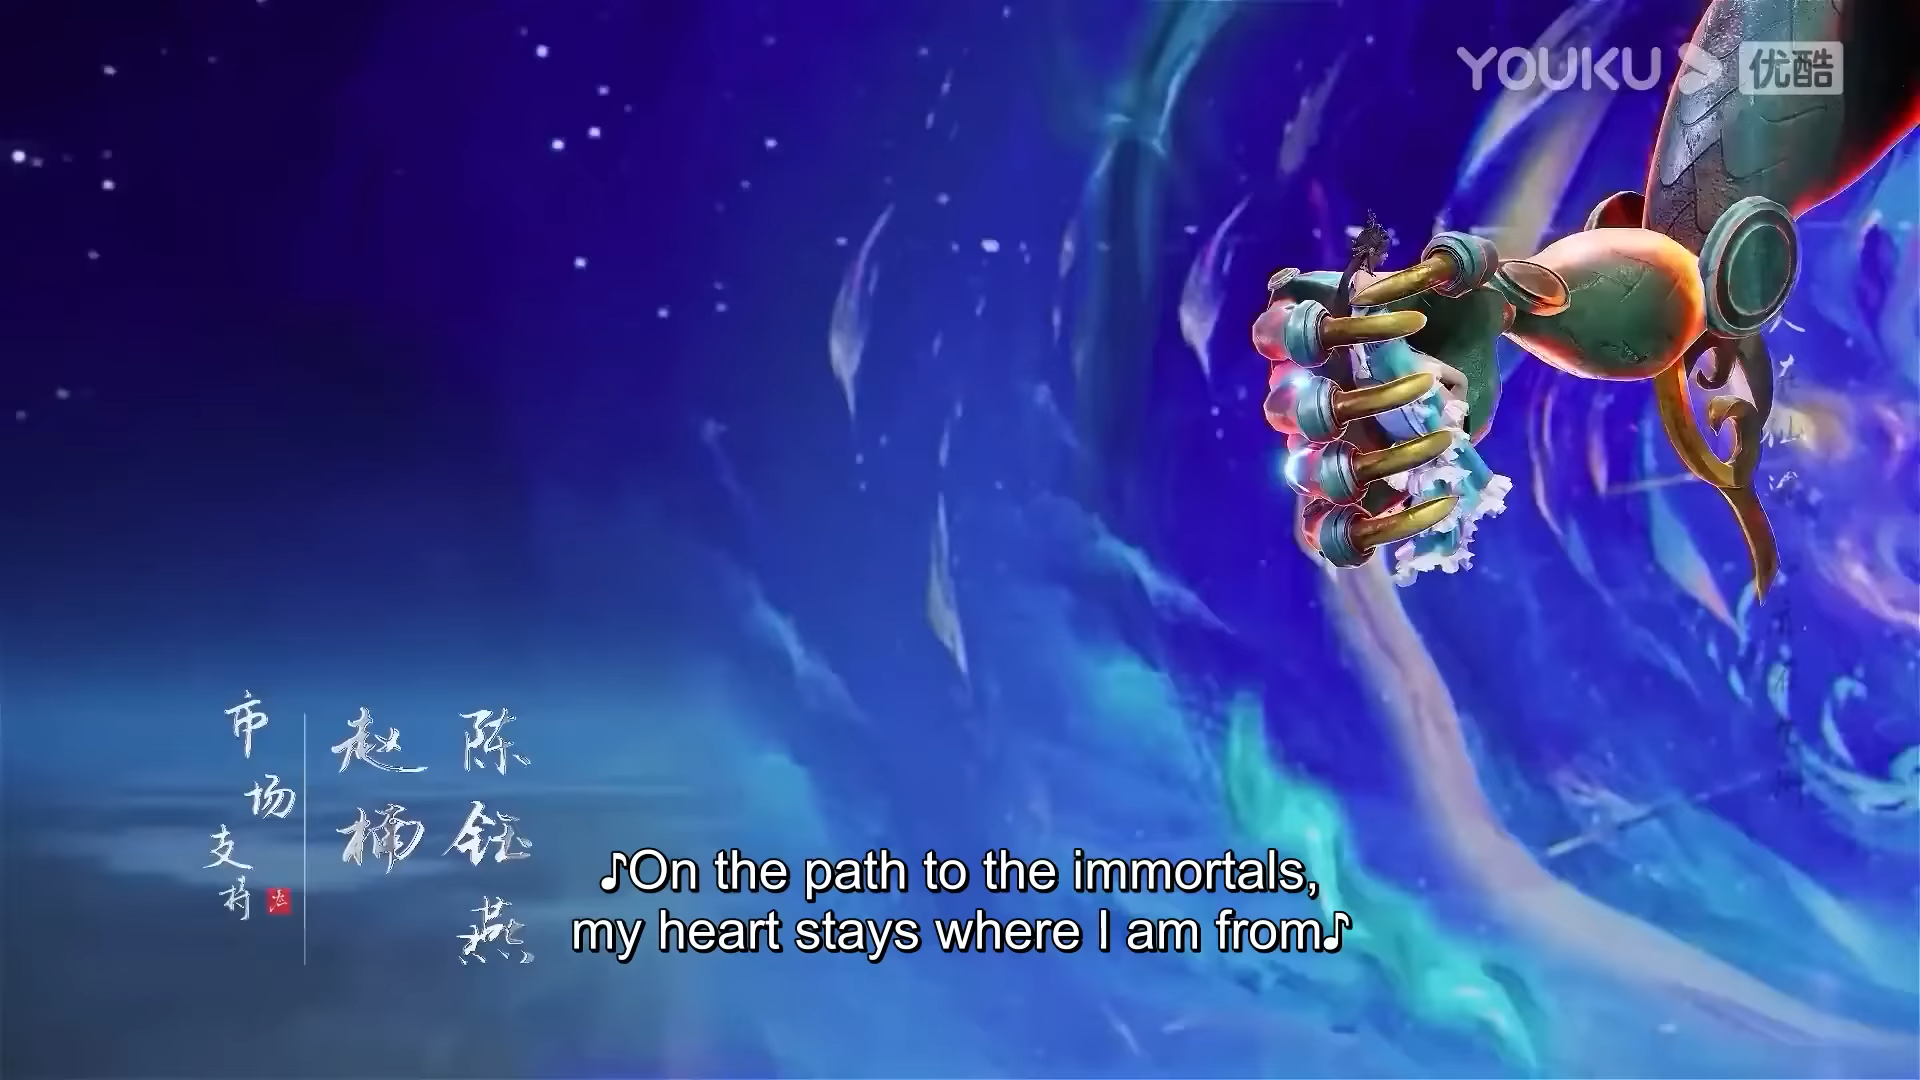 YOUKU 优酷
市场支持
陈钰燕
赵楠
♪On the path to the immortals,
my heart stays where I am from♪